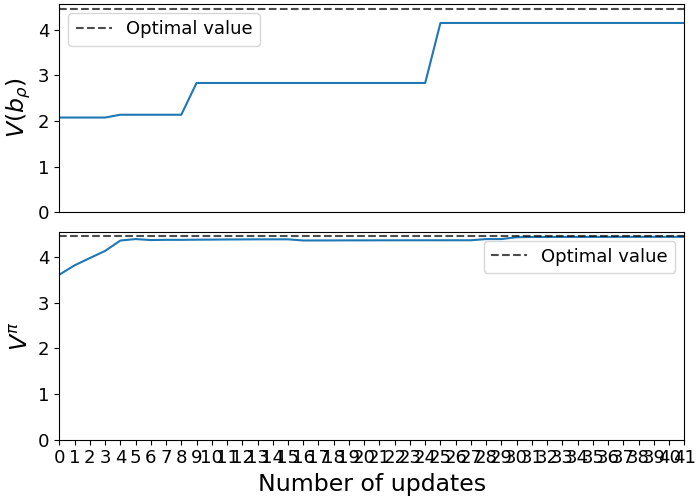 4
3
2
1
0
V(b_ρ)
Optimal value
4
3
2
1
0
V^π
Optimal value
0 1 2 3 4 5 6 7 8 9 10 11 12 13 14 15 16 17 18 19 20 21 22 23 24 25 26 27 28 29 30 31 32 33 34 35 36 37 38 39 40 41
Number of updates